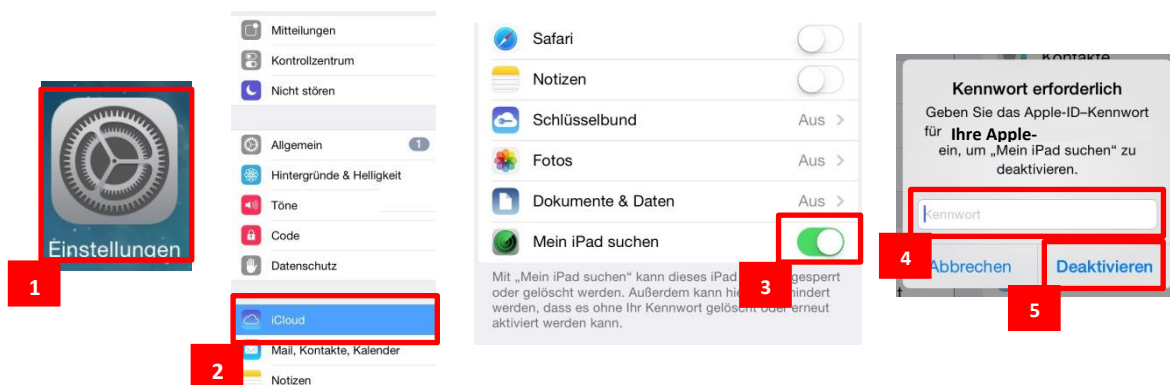 Einstellungen
1
Mitteilungen
Kontrollzentrum
Nicht stören
Allgemein 1
Hintergründe & Helligkeit
Töne
Code
Datenschutz
iCloud
Mail, Kontakte, Kalender
2
Notizen
Safari
Notizen
Schlüsselbund Aus
Fotos Aus
Dokumente & Daten Aus
Mein iPad suchen
3
Mit „Mein iPad suchen“ kann dieses iPad gesperrt
oder gelöscht werden. Außerdem kann
werden, dass es ohne Ihr Kennwort gelöscht oder erneut
aktiviert werden kann.
Kontakte
Kennwort erforderlich
Geben Sie das Apple-ID–Kennwort
für Ihre Apple-
ein, um „Mein iPad suchen“ zu
deaktivieren.
Kennwort
4
Abbrechen Deaktivieren
5